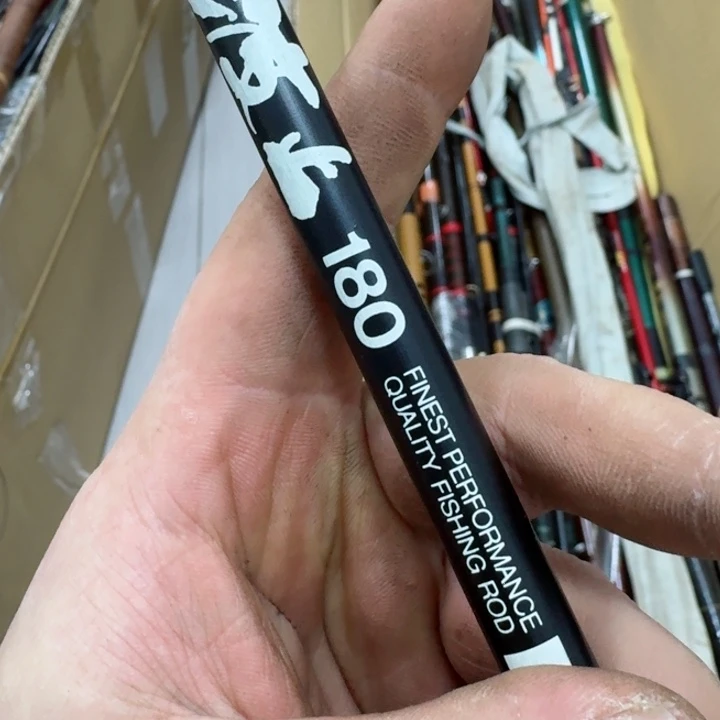 180
FINEST PERFORMANCE
QUALITY FISHING ROD